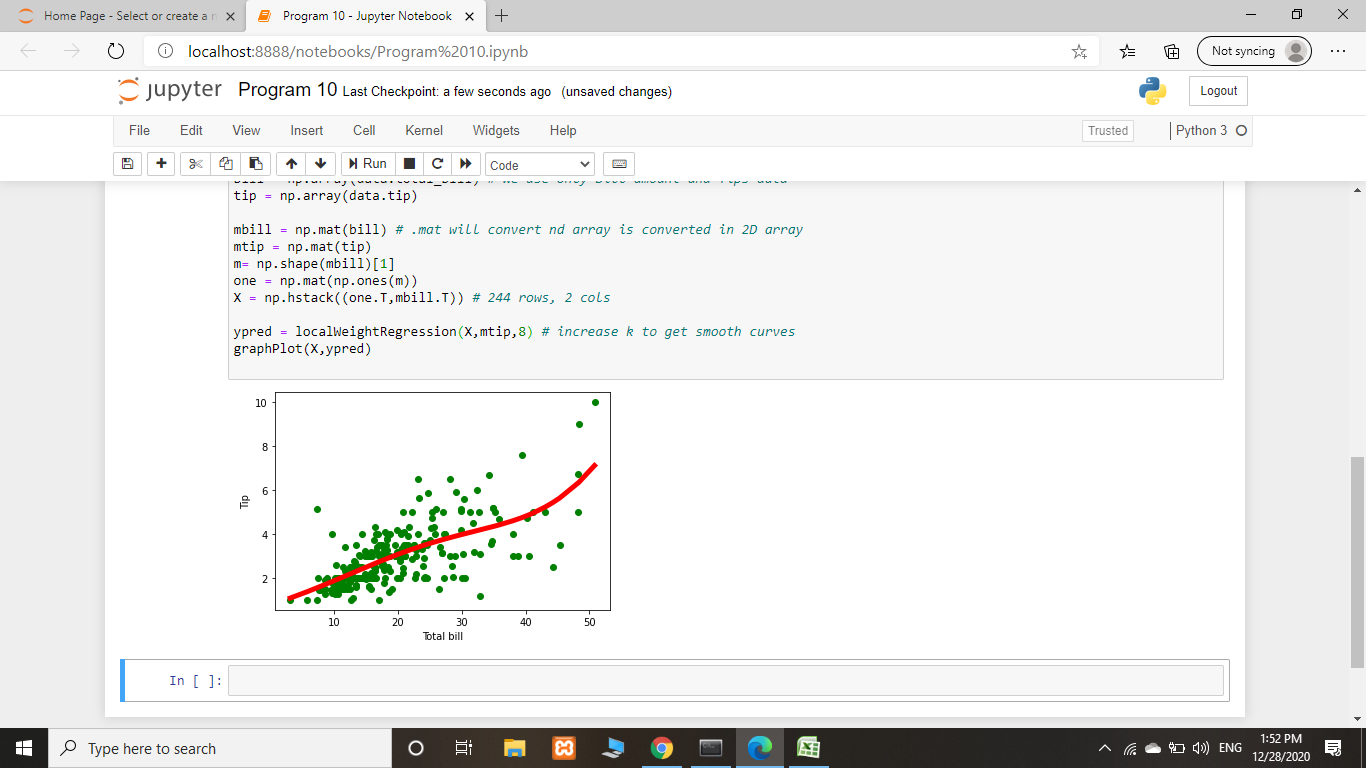 Home Page - Select or create a n
Program 10 - Jupyter Notebook
localhost:8888/notebooks/Program%2010.ipynb
Not syncing
jupyter Program 10 Last Checkpoint: a few seconds ago (unsaved changes)
Logout
File Edit View Insert Cell Kernel Widgets Help
Trusted
Python 3
Run
Code
tip = np.array(data.tip)
mbill = np.mat(bill) # .mat will convert nd array is converted in 2D array
mtip = np.mat(tip)
m= np.shape(mbill)[1]
one = np.mat(np.ones(m))
X = np.hstack((one.T,mbill.T)) # 244 rows, 2 cols
ypred = localWeightRegression(X,mtip,8) # increase k to get smooth curves
graphPlot(X,ypred)
10
8
6
4
2
Tip
10 20 30 40 50
Total bill
In [ ]:
Type here to search
ENG
1:52 PM
12/28/2020